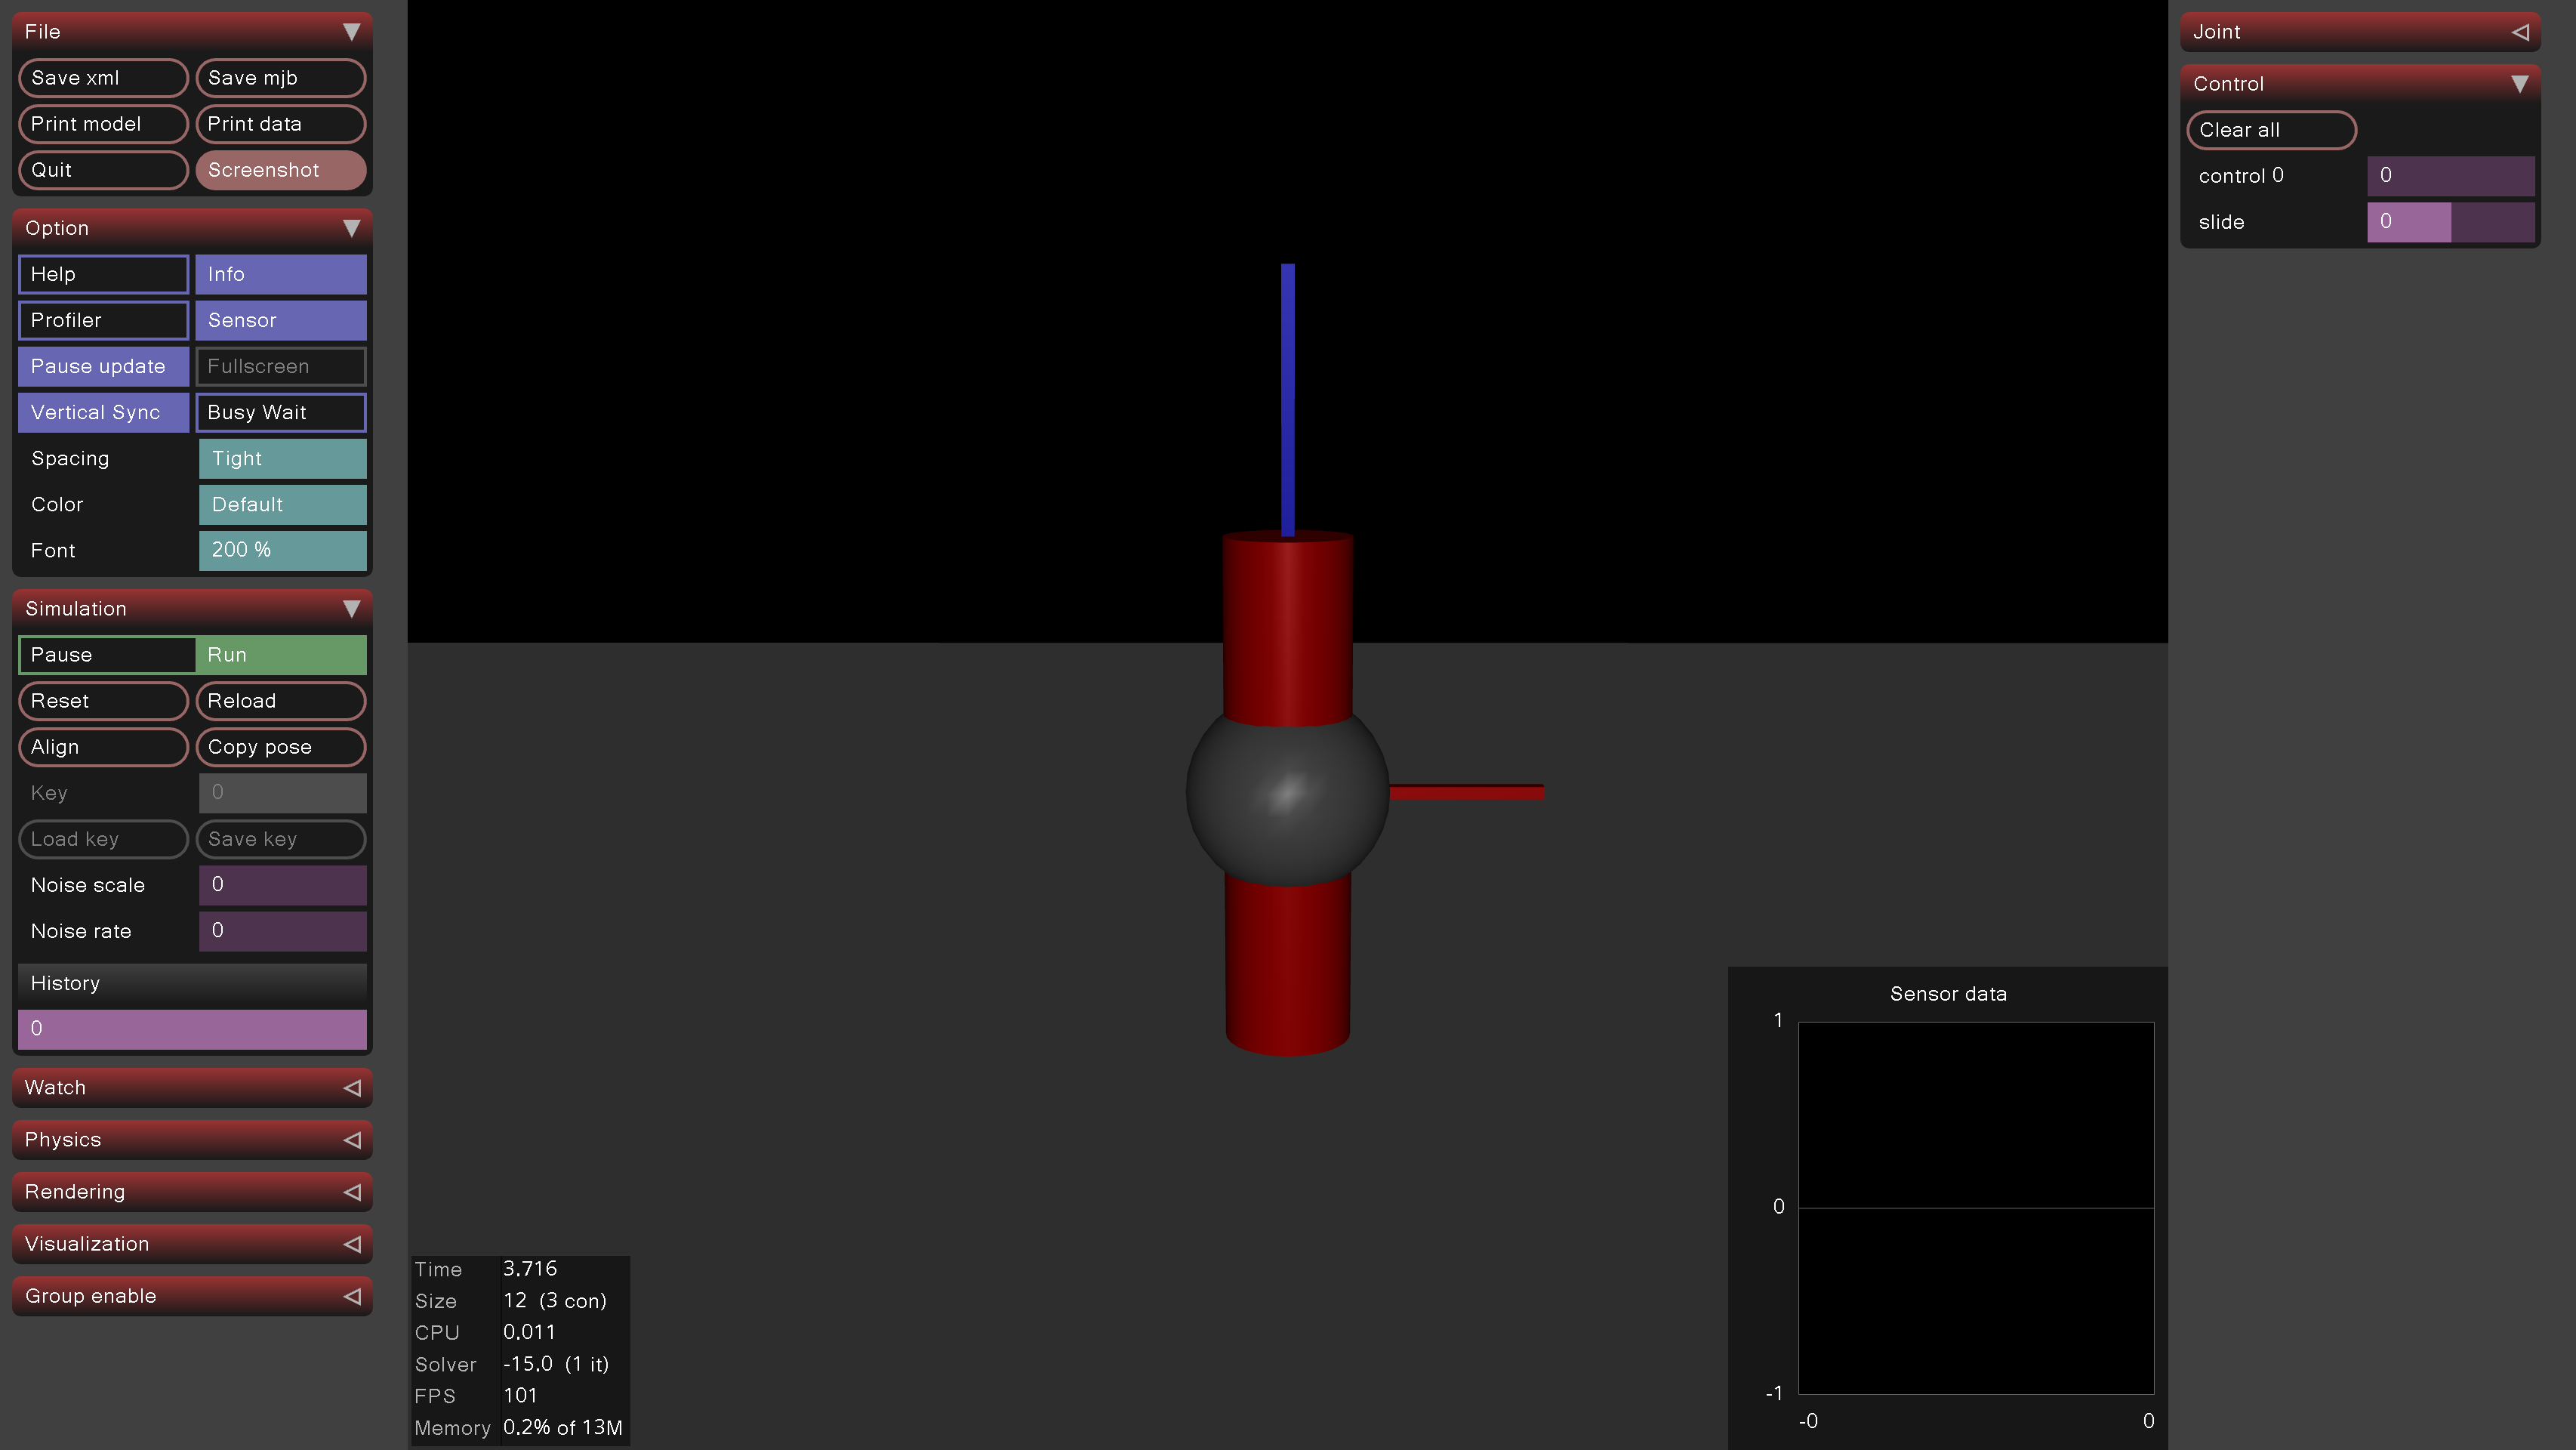 File
Save xml Save mjb
Print model Print data
Quit Screenshot
Option
Help Info
Profiler Sensor
Pause update Fullscreen
Vertical Sync Busy Wait
Spacing Tight
Color Default
Font 200 %
Simulation
Pause Run
Reset Reload
Align Copy pose
Key 0
Load key Save key
Noise scale 0
Noise rate 0
History
0
Watch
Physics
Rendering
Visualization
Group enable
Time 3.716
Size 12 (3 con)
CPU 0.011
Solver -15.0 (1 it)
FPS 101
Memory 0.2% of 13M
Sensor data
1
0
-1
-0 0
Joint
Control
Clear all
control 0 0
slide 0